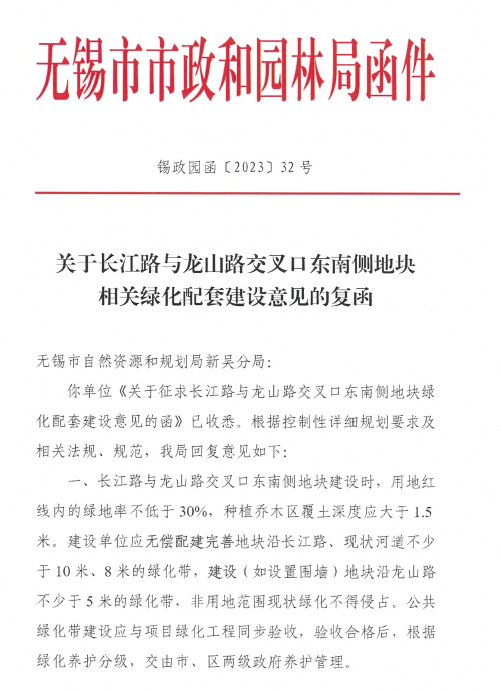 无锡市市政和园林局函件
锡政园函〔2023〕32 号
关于长江路与龙山路交叉口东南侧地块
相关绿化配套建设意见的复函
无锡市自然资源和规划局新吴分局：
你单位《关于征求长江路与龙山路交叉口东南侧地块绿
化配套建设意见的函》已收悉。根据控制性详细规划要求及
相关法规、规范，我局回复意见如下：
一、长江路与龙山路交叉口东南侧地块建设时，用地红
线内的绿地率不低于 30%，种植乔木区覆土深度应大于 1.5
米。建设单位应无偿配建完善地块沿长江路、现状河道不少
于 10 米、8 米的绿化带，建设（如设置围墙）地块沿龙山路
不少于 5 米的绿化带，非用地范围现状绿化不得侵占。公共
绿化带建设应与项目绿化工程同步验收，验收合格后，根据
绿化养护分级，交由市、区两级政府养护管理。